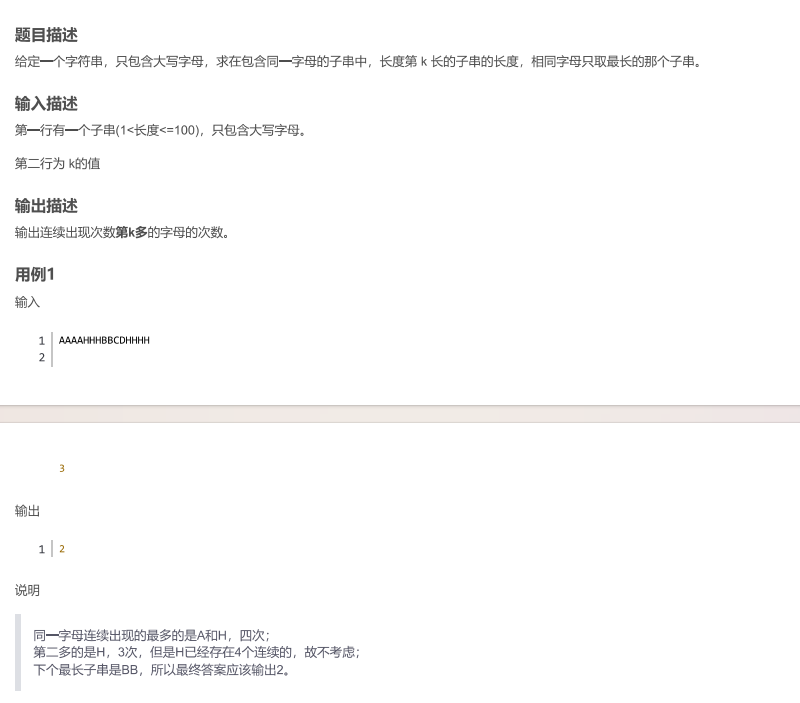 题目描述
给定一个字符串，只包含大写字母，求在包含同一字母的子串中，长度第 k 长的子串的长度，相同字母只取最长的那个子串。
输入描述
第一行有一个子串(1<长度<=100)，只包含大写字母。
第二行为 k的值
输出描述
输出连续出现次数第k多的字母的次数。
用例1
输入
1 AAAAHHHBBCDHHHH
2
3
输出
1 2
说明
同一字母连续出现的最多的是A和H，四次；
第二多的是H，3次，但是H已经存在4个连续的，故不考虑；
下个最长子串是BB，所以最终答案应该输出2。